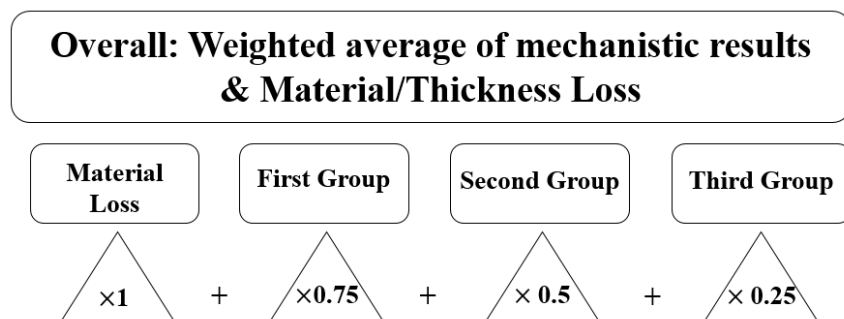 Overall: Weighted average of mechanistic results
& Material/Thickness Loss
Material
Loss
First Group
Second Group
Third Group
×1 + ×0.75 + × 0.5 + × 0.25